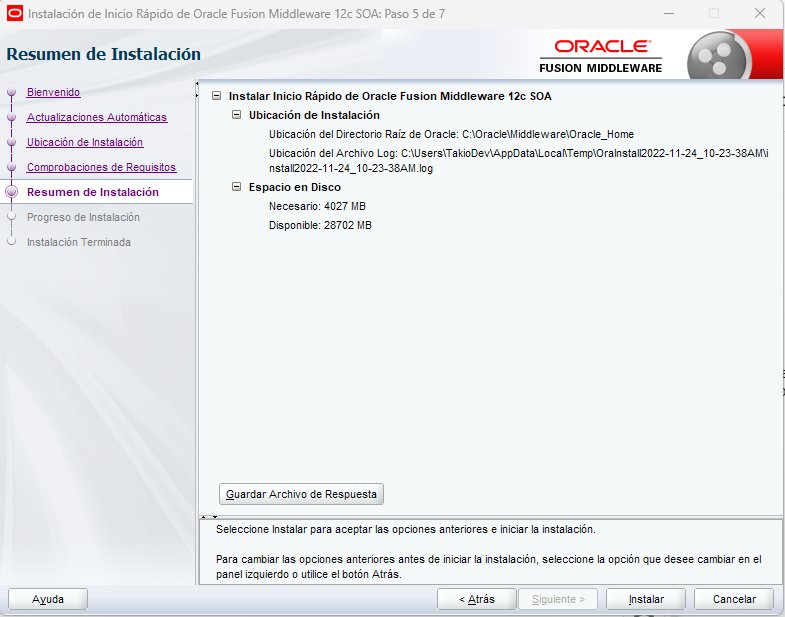 Instalación de Inicio Rápido de Oracle Fusion Middleware 12c SOA: Paso 5 de 7
Resumen de Instalación
ORACLE
FUSION MIDDLEWARE
Bienvenido
Actualizaciones Automáticas
Ubicación de Instalación
Comprobaciones de Requisitos
Resumen de Instalación
Progreso de Instalación
Instalación Terminada
Instalar Inicio Rápido de Oracle Fusion Middleware 12c SOA
Ubicación de Instalación
Ubicación del Directorio Raíz de Oracle: C:\Oracle\Middleware\Oracle_Home
Ubicación del Archivo Log: C:\Users\TakioDev\AppData\Local\Temp\OraInstall2022-11-24_10-23-38AM\i
nstall2022-11-24_10-23-38AM.log
Espacio en Disco
Necesario: 4027 MB
Disponible: 28702 MB
Guardar Archivo de Respuesta
Seleccione Instalar para aceptar las opciones anteriores e iniciar la instalación.
Para cambiar las opciones anteriores antes de iniciar la instalación, seleccione la opción que desee cambiar en el
panel izquierdo o utilice el botón Atrás.
Ayuda
< Atrás
Siguiente >
Instalar
Cancelar